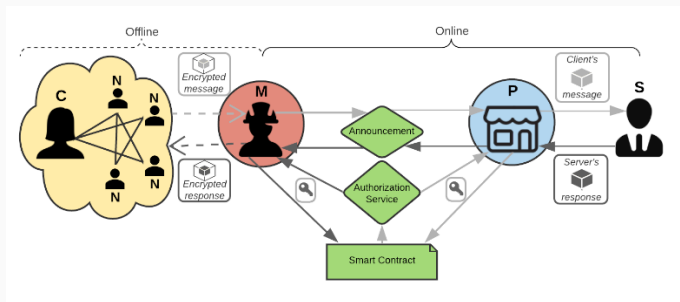 Offline
Online
C
N
N
N
N
Encrypted
message
Encrypted
response
M
Announcement
Authorization
Service
Smart Contract
P
Client's
message
Server's
response
S